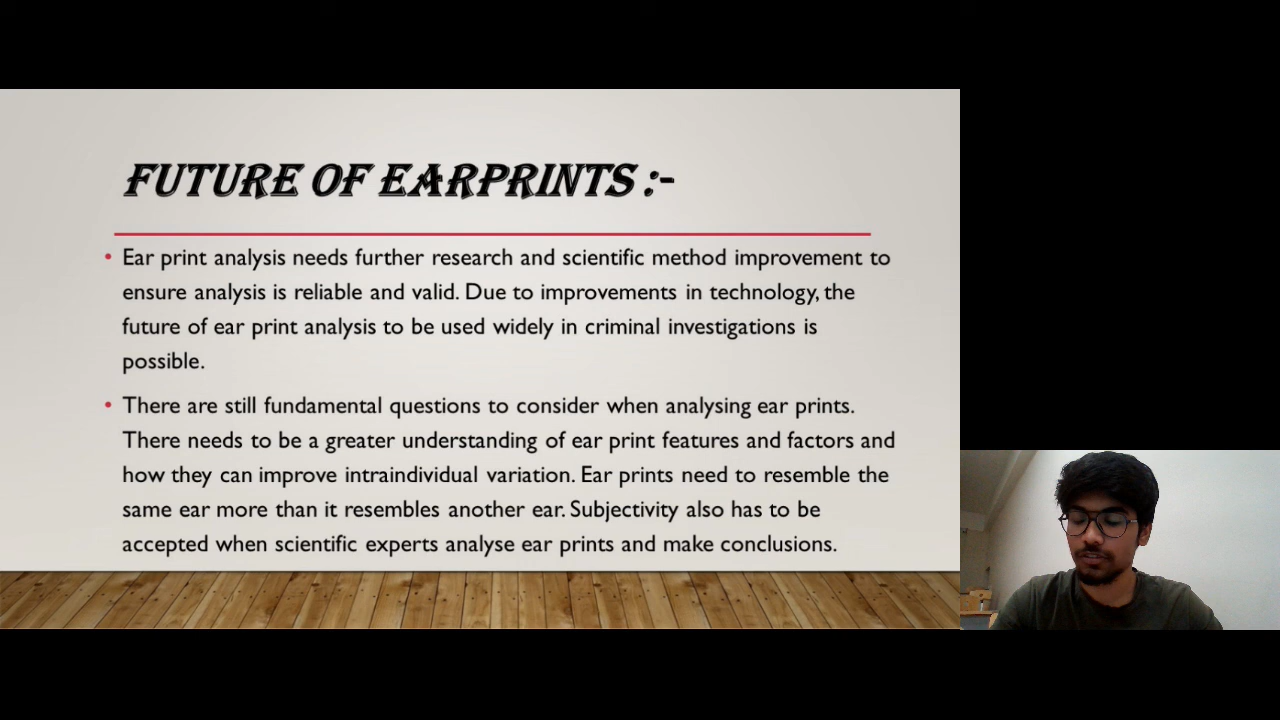 FUTURE OF EARPRINTS :-
• Ear print analysis needs further research and scientific method improvement to
ensure analysis is reliable and valid. Due to improvements in technology, the
future of ear print analysis to be used widely in criminal investigations is
possible.
• There are still fundamental questions to consider when analysing ear prints.
There needs to be a greater understanding of ear print features and factors and
how they can improve intraindividual variation. Ear prints need to resemble the
same ear more than it resembles another ear. Subjectivity also has to be
accepted when scientific experts analyse ear prints and make conclusions.